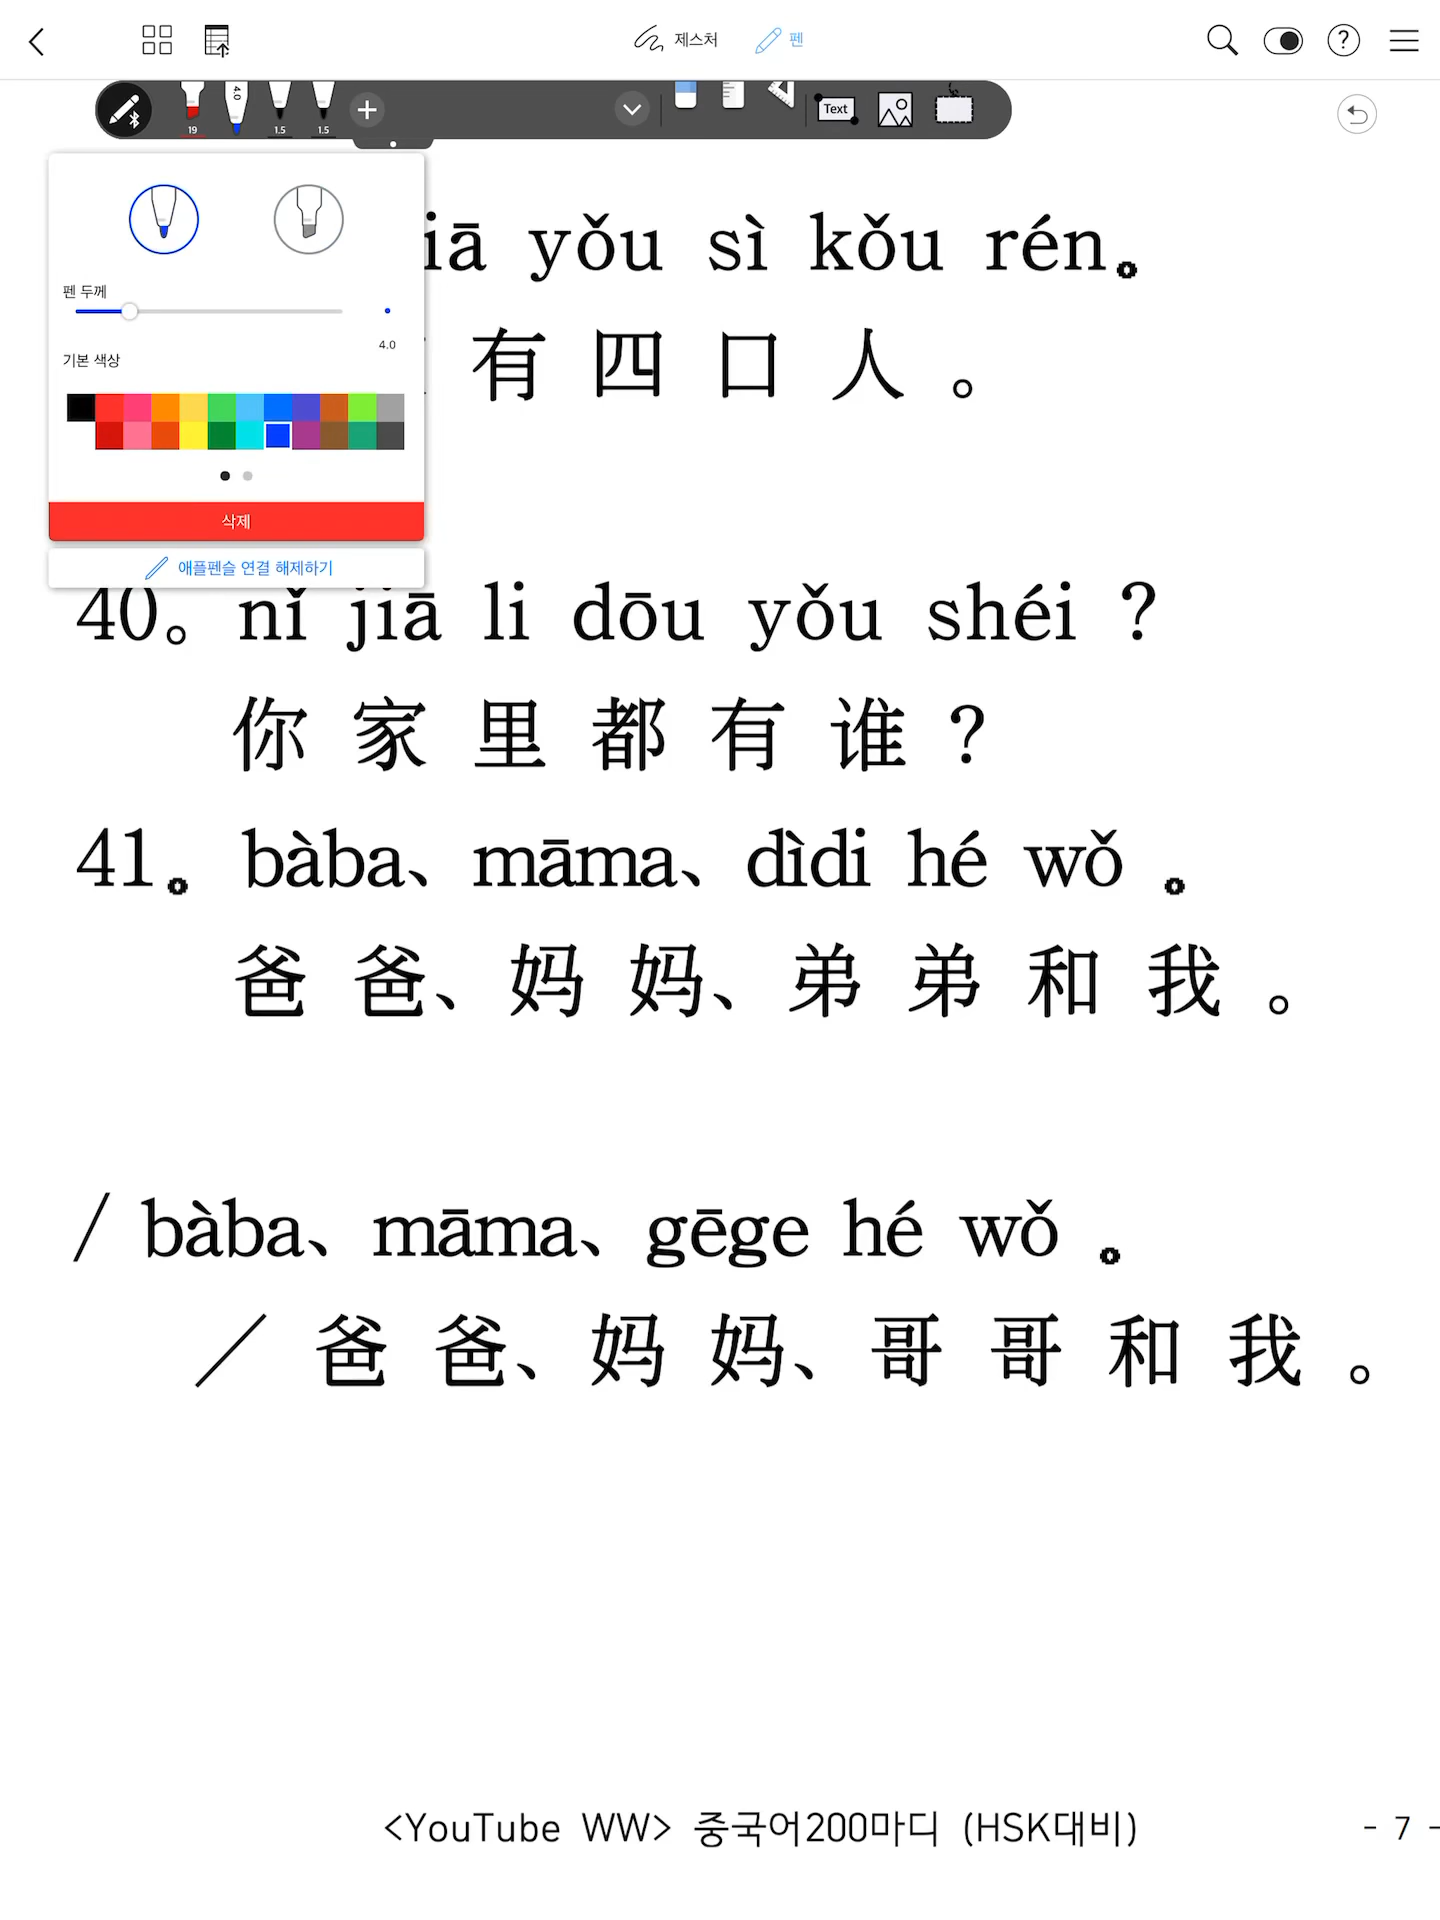 제스처 펜
19 4.0 1.5 1.5 Text
펜 두께
4.0
기본 색상
삭제
애플펜슬 연결 해제하기
iā yǒu sì kǒu rén。
有 四 口 人 。
40。 nǐ jiā li dōu yǒu shéi ?
你 家 里 都 有 谁 ?
41。 bàba、māma、dìdi hé wǒ 。
爸 爸、妈 妈、弟 弟 和 我 。
/ bàba、māma、gēge hé wǒ 。
/ 爸 爸、妈 妈、哥 哥 和 我 。
<YouTube WW> 중국어200마디 (HSK대비) - 7 -